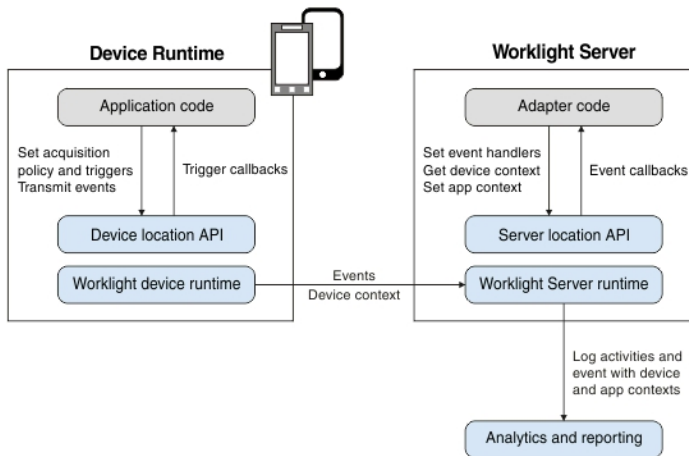 Device Runtime
Worklight Server
Application code
Set acquisition
policy and triggers
Transmit events
Trigger callbacks
Device location API
Worklight device runtime
Events
Device context
Adapter code
Set event handlers
Get device context
Set app context
Event callbacks
Server location API
Worklight Server runtime
Log activities and
event with device
and app contexts
Analytics and reporting